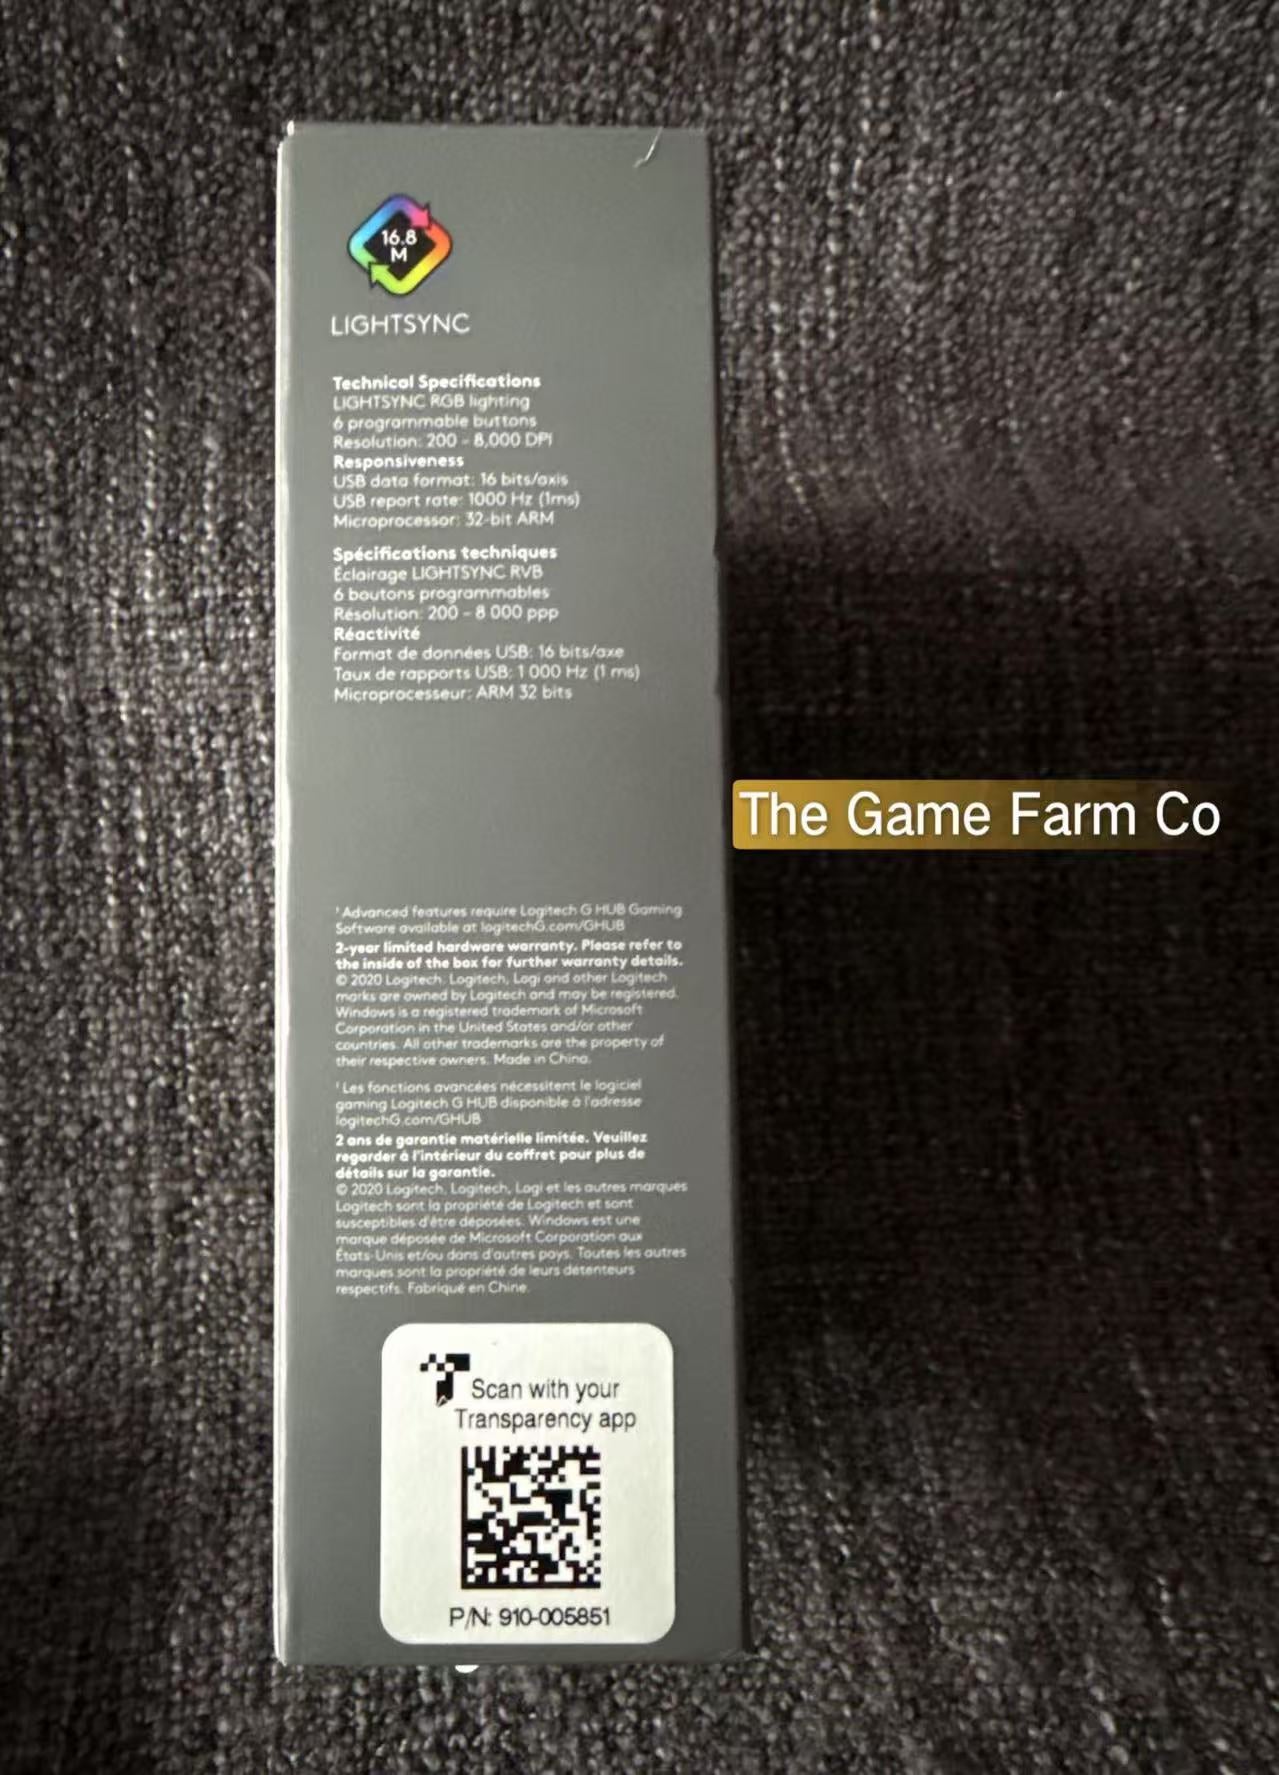 16.8
M
LIGHTSYNC
Technical Specifications
LIGHTSYNC RGB lighting
6 programmable buttons
Resolution: 200 - 8,000 DPI
Responsiveness
USB data format: 16 bits/axis
USB report rate: 1000 Hz (1ms)
Microprocessor: 32-bit ARM
Spécifications techniques
Éclairage LIGHTSYNC RVB
6 boutons programmables
Résolution: 200 - 8 000 ppp
Réactivité
Format de données USB: 16 bits/axe
Taux de rapports USB: 1 000 Hz (1 ms)
Microprocesseur: ARM 32 bits
The Game Farm Co
¹ Advanced features require Logitech G HUB Gaming
Software available at logitechG.com/GHUB
2-year limited hardware warranty. Please refer to
the inside of the box for further warranty details.
© 2020 Logitech. Logitech, Logi and other Logitech
marks are owned by Logitech and may be registered.
Windows is a registered trademark of Microsoft
Corporation in the United States and/or other
countries. All other trademarks are the property of
their respective owners. Made in China.
¹ Les fonctions avancées nécessitent le logiciel
gaming Logitech G HUB disponible à l'adresse
logitechG.com/GHUB
2 ans de garantie matérielle limitée. Veuillez
regarder à l'intérieur du coffret pour plus de
détails sur la garantie.
© 2020 Logitech. Logitech, Logi et les autres marques
Logitech sont la propriété de Logitech et sont
susceptibles d'être déposées. Windows est une
marque déposée de Microsoft Corporation aux
États-Unis et/ou dans d'autres pays. Toutes les autres
marques sont la propriété de leurs détenteurs
respectifs. Fabriqué en Chine.
Scan with your
Transparency app
P/N: 910-005851